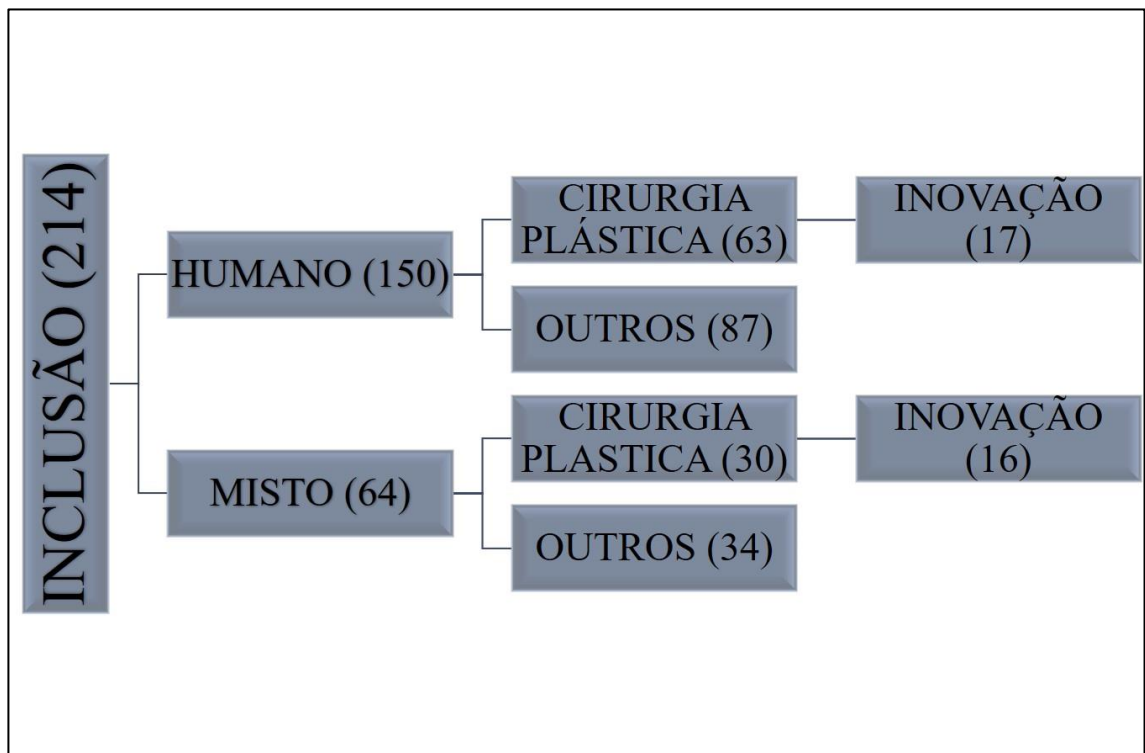 INCLUSÃO (214)
HUMANO (150)
CIRURGIA
PLÁSTICA (63)
INOVAÇÃO
(17)
OUTROS (87)
MISTO (64)
CIRURGIA
PLASTICA (30)
INOVAÇÃO
(16)
OUTROS (34)